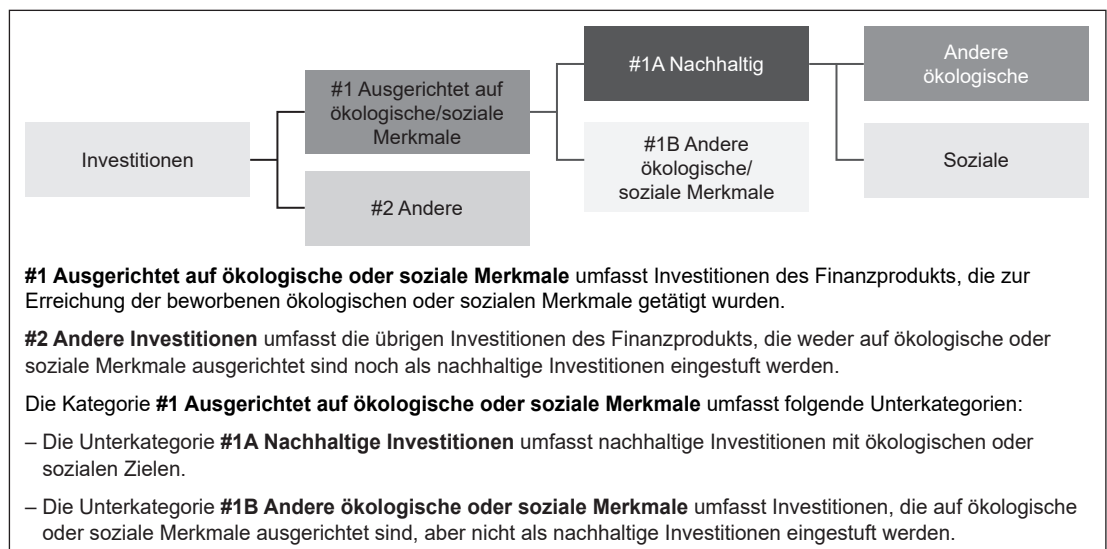 Investitionen
#1 Ausgerichtet auf
ökologische/soziale
Merkmale
#2 Andere
#1A Nachhaltig
#1B Andere
ökologische/
soziale Merkmale
Andere
ökologische
Soziale
#1 Ausgerichtet auf ökologische oder soziale Merkmale umfasst Investitionen des Finanzprodukts, die zur
Erreichung der beworbenen ökologischen oder sozialen Merkmale getätigt wurden.
#2 Andere Investitionen umfasst die übrigen Investitionen des Finanzprodukts, die weder auf ökologische oder
soziale Merkmale ausgerichtet sind noch als nachhaltige Investitionen eingestuft werden.
Die Kategorie #1 Ausgerichtet auf ökologische oder soziale Merkmale umfasst folgende Unterkategorien:
– Die Unterkategorie #1A Nachhaltige Investitionen umfasst nachhaltige Investitionen mit ökologischen oder
sozialen Zielen.
– Die Unterkategorie #1B Andere ökologische oder soziale Merkmale umfasst Investitionen, die auf ökologische
oder soziale Merkmale ausgerichtet sind, aber nicht als nachhaltige Investitionen eingestuft werden.